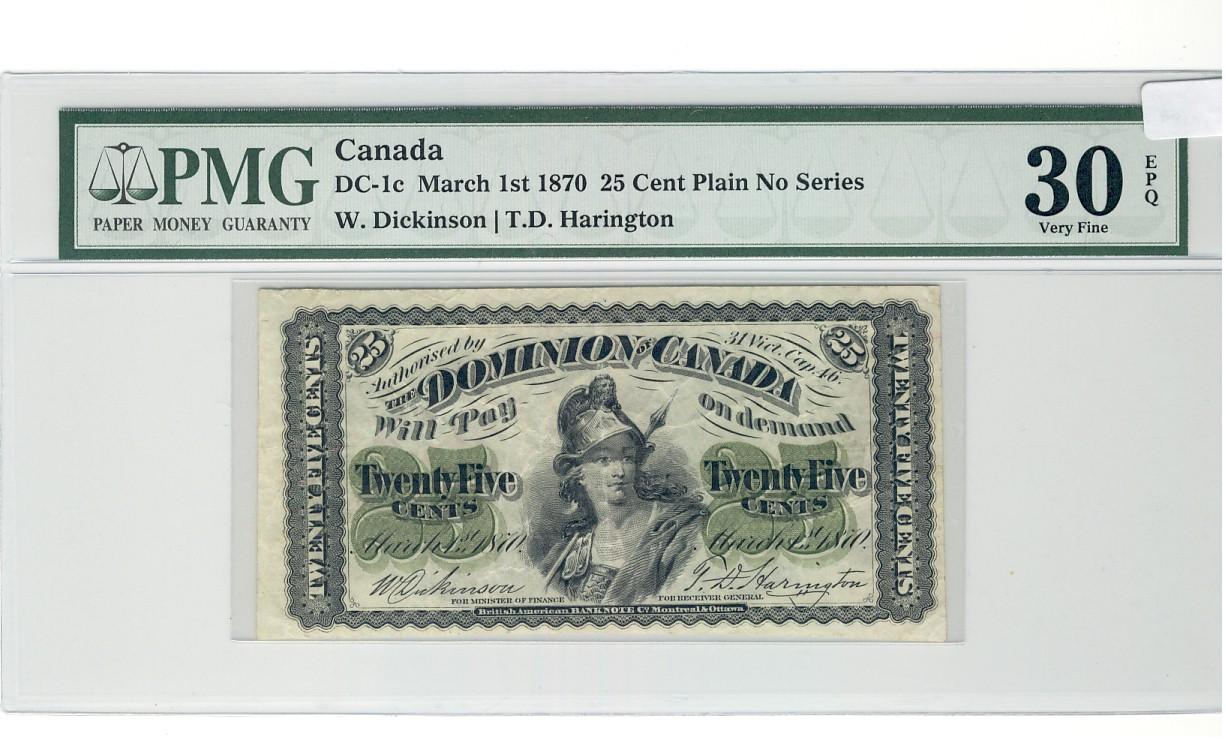 PMG
PAPER MONEY GUARANTY
Canada
DC-1c March 1st 1870 25 Cent Plain No Series
W. Dickinson | T.D. Harington
30
Very Fine
EPQ
25
25
Authorised by
31 Vict. Cap. 46.
THE DOMINION OF CANADA
Will Pay
on demand
Twenty Five
CENTS
25
March 1st 1870.
Twenty Five
CENTS
25
March 1st 1870.
W Dickinson
FOR MINISTER OF FINANCE
T. D. Harington
FOR RECEIVER GENERAL
British American BANK NOTE Co. Montreal & Ottawa
TWENTY FIVE CENTS
TWENTY FIVE CENTS